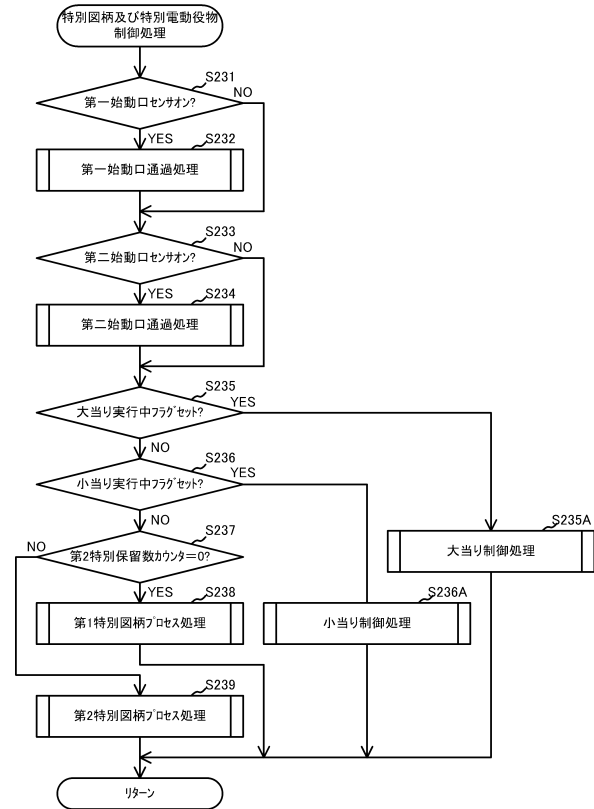 特別図柄及び特別電動役物
制御処理
S231
第一始動口センサオン?
NO
YES
S232
第一始動口通過処理
S233
第二始動口センサオン?
NO
YES
S234
第二始動口通過処理
S235
大当り実行中フラグセット?
YES
NO
S236
小当り実行中フラグセット?
YES
NO
S237
第2特別保留数カウンタ=0?
NO
YES
S235A
大当り制御処理
S238
第1特別図柄プロセス処理
S236A
小当り制御処理
S239
第2特別図柄プロセス処理
リターン